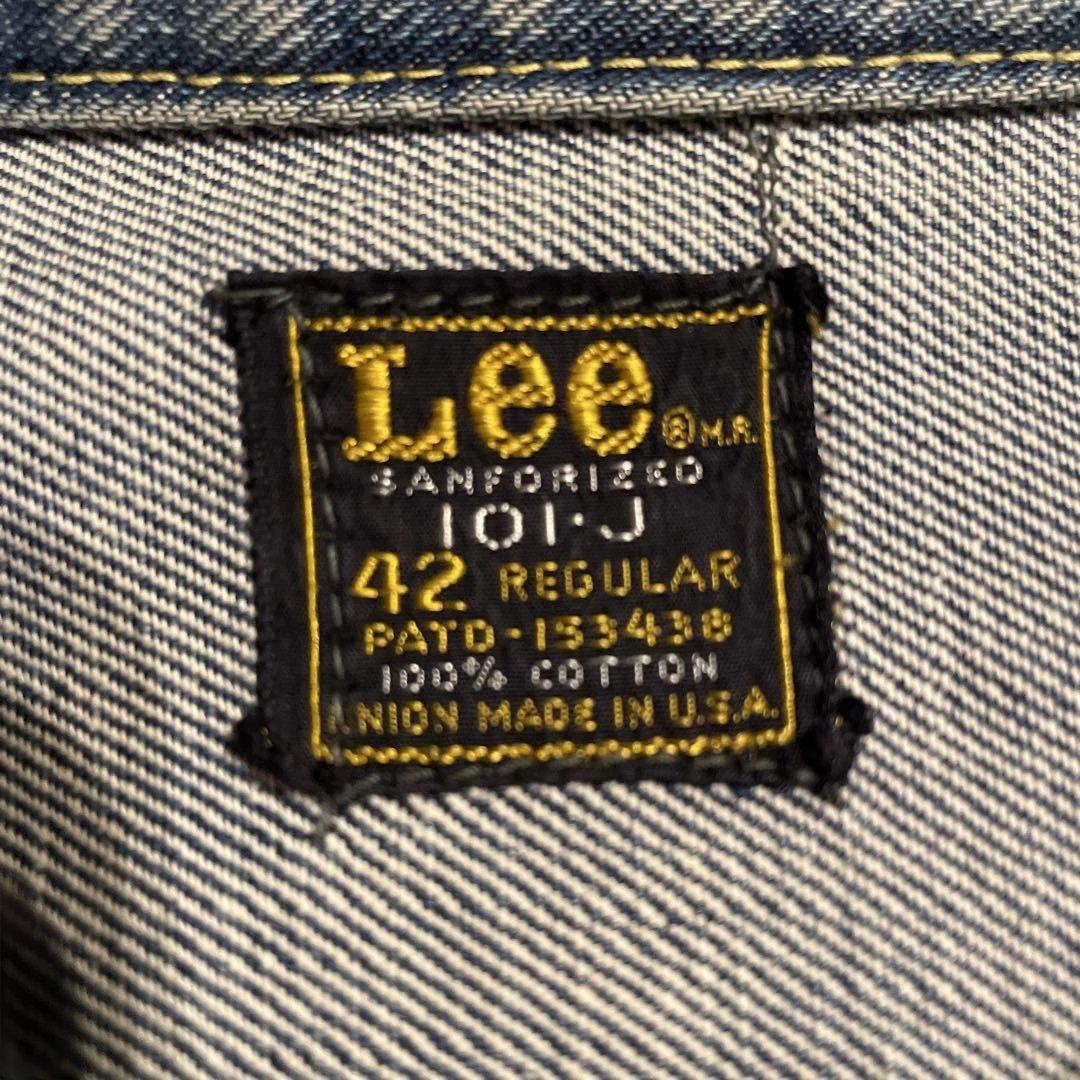 Lee ® M.R.
SANFORIZED
101·J
42 REGULAR
PATD-153438
100% COTTON
UNION MADE IN U.S.A.